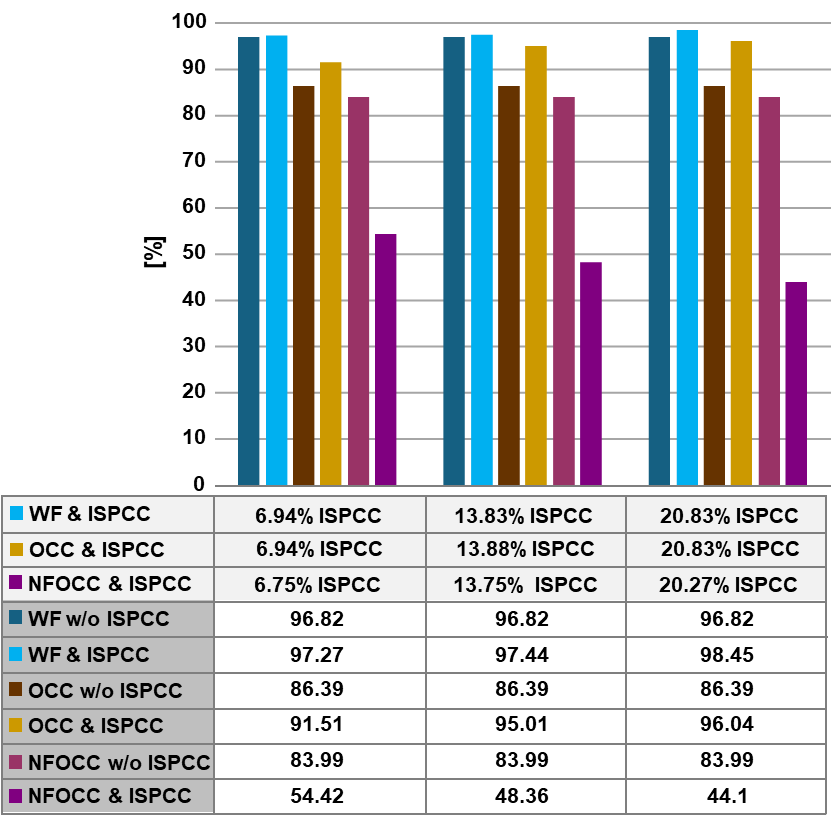 100
90
80
70
60
50
40
30
20
10
0
[%]
WF & ISPCC 6.94% ISPCC 13.83% ISPCC 20.83% ISPCC
OCC & ISPCC 6.94% ISPCC 13.88% ISPCC 20.83% ISPCC
NFOCC & ISPCC 6.75% ISPCC 13.75% ISPCC 20.27% ISPCC
WF w/o ISPCC 96.82 96.82 96.82
WF & ISPCC 97.27 97.44 98.45
OCC w/o ISPCC 86.39 86.39 86.39
OCC & ISPCC 91.51 95.01 96.04
NFOCC w/o ISPCC 83.99 83.99 83.99
NFOCC & ISPCC 54.42 48.36 44.1